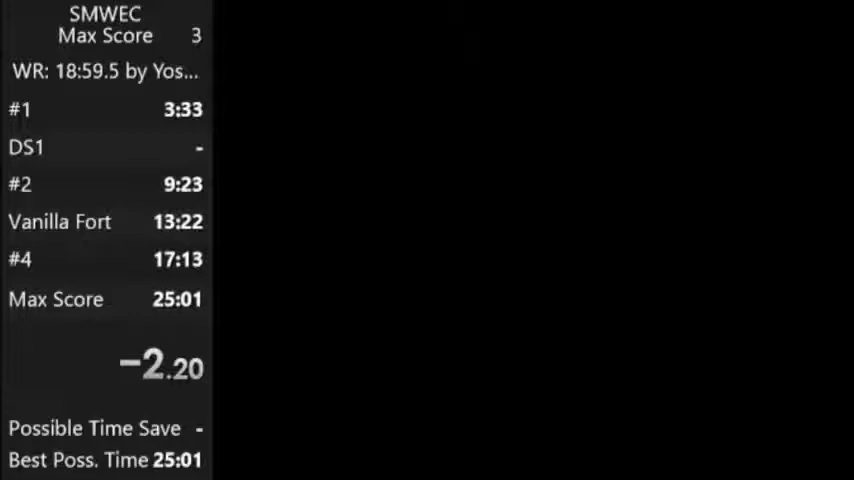 SMWEC
Max Score 3
WR: 18:59.5 by Yos...
#1 3:33
DS1 -
#2 9:23
Vanilla Fort 13:22
#4 17:13
Max Score 25:01
-2.20
Possible Time Save -
Best Poss. Time 25:01